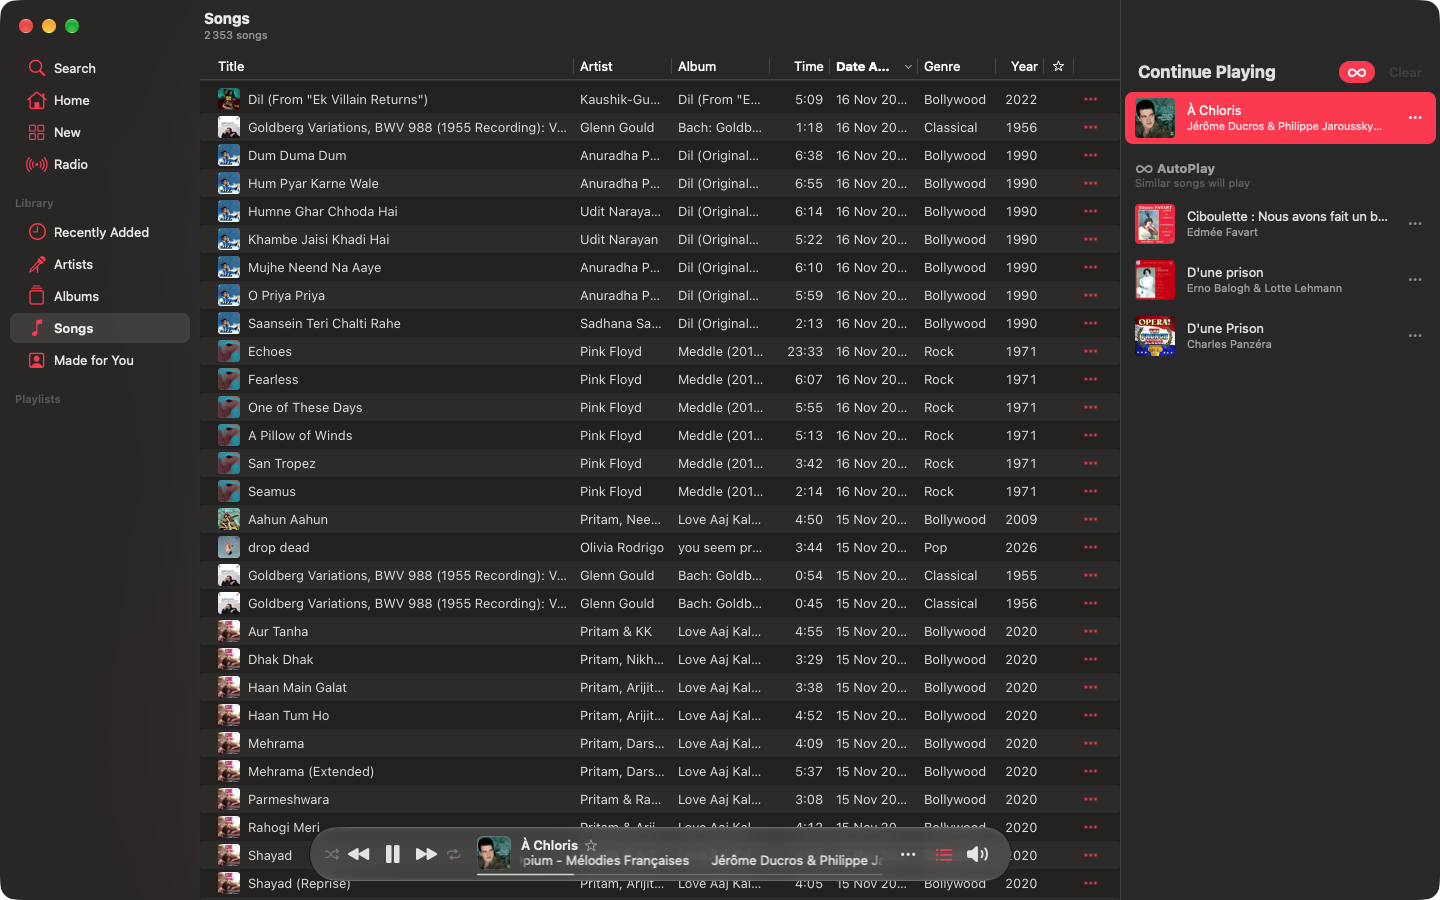 Search
Home
New
Radio
Library
Recently Added
Artists
Albums
Songs
Made for You
Playlists
Songs
2 353 songs
Title Artist Album Time Date A... Genre Year
Dil (From "Ek Villain Returns") Kaushik-Gu... Dil (From "E... 5:09 16 Nov 20... Bollywood 2022
Goldberg Variations, BWV 988 (1955 Recording): V... Glenn Gould Bach: Goldb... 1:18 16 Nov 20... Classical 1956
Dum Duma Dum Anuradha P... Dil (Original... 6:38 16 Nov 20... Bollywood 1990
Hum Pyar Karne Wale Anuradha P... Dil (Original... 6:55 16 Nov 20... Bollywood 1990
Humne Ghar Chhoda Hai Udit Naraya... Dil (Original... 6:14 16 Nov 20... Bollywood 1990
Khambe Jaisi Khadi Hai Udit Narayan Dil (Original... 5:22 16 Nov 20... Bollywood 1990
Mujhe Neend Na Aaye Anuradha P... Dil (Original... 6:10 16 Nov 20... Bollywood 1990
O Priya Priya Anuradha P... Dil (Original... 5:59 16 Nov 20... Bollywood 1990
Saansein Teri Chalti Rahe Sadhana Sa... Dil (Original... 2:13 16 Nov 20... Bollywood 1990
Echoes Pink Floyd Meddle (201... 23:33 16 Nov 20... Rock 1971
Fearless Pink Floyd Meddle (201... 6:07 16 Nov 20... Rock 1971
One of These Days Pink Floyd Meddle (201... 5:55 16 Nov 20... Rock 1971
A Pillow of Winds Pink Floyd Meddle (201... 5:13 16 Nov 20... Rock 1971
San Tropez Pink Floyd Meddle (201... 3:42 16 Nov 20... Rock 1971
Seamus Pink Floyd Meddle (201... 2:14 16 Nov 20... Rock 1971
Aahun Aahun Pritam, Nee... Love Aaj Kal... 4:50 15 Nov 20... Bollywood 2009
drop dead Olivia Rodrigo you seem pr... 3:44 15 Nov 20... Pop 2026
Goldberg Variations, BWV 988 (1955 Recording): V... Glenn Gould Bach: Goldb... 0:54 15 Nov 20... Classical 1955
Goldberg Variations, BWV 988 (1955 Recording): V... Glenn Gould Bach: Goldb... 0:45 15 Nov 20... Classical 1956
Aur Tanha Pritam & KK Love Aaj Kal... 4:55 15 Nov 20... Bollywood 2020
Dhak Dhak Pritam, Nikh... Love Aaj Kal... 3:29 15 Nov 20... Bollywood 2020
Haan Main Galat Pritam, Arijit... Love Aaj Kal... 3:38 15 Nov 20... Bollywood 2020
Haan Tum Ho Pritam, Arijit... Love Aaj Kal... 4:52 15 Nov 20... Bollywood 2020
Mehrama Pritam, Dars... Love Aaj Kal... 4:09 15 Nov 20... Bollywood 2020
Mehrama (Extended) Pritam, Dars... Love Aaj Kal... 5:37 15 Nov 20... Bollywood 2020
Parmeshwara Pritam & Ra... Love Aaj Kal... 3:08 15 Nov 20... Bollywood 2020
Rahogi Meri Pritam & Arij... Love Aaj Kal... 4:12 15 Nov 20... Bollywood 2020
Shayad 2020
Shayad (Reprise) Pritam, Arijit... Love Aaj Kal... 4:05 15 Nov 20... Bollywood 2020
À Chloris
pium - Mélodies Françaises Jérôme Ducros & Philippe J
Continue Playing Clear
À Chloris
Jérôme Ducros & Philippe Jaroussky...
AutoPlay
Similar songs will play
Ciboulette : Nous avons fait un b...
Edmée Favart
D'une prison
Erno Balogh & Lotte Lehmann
D'une Prison
Charles Panzéra